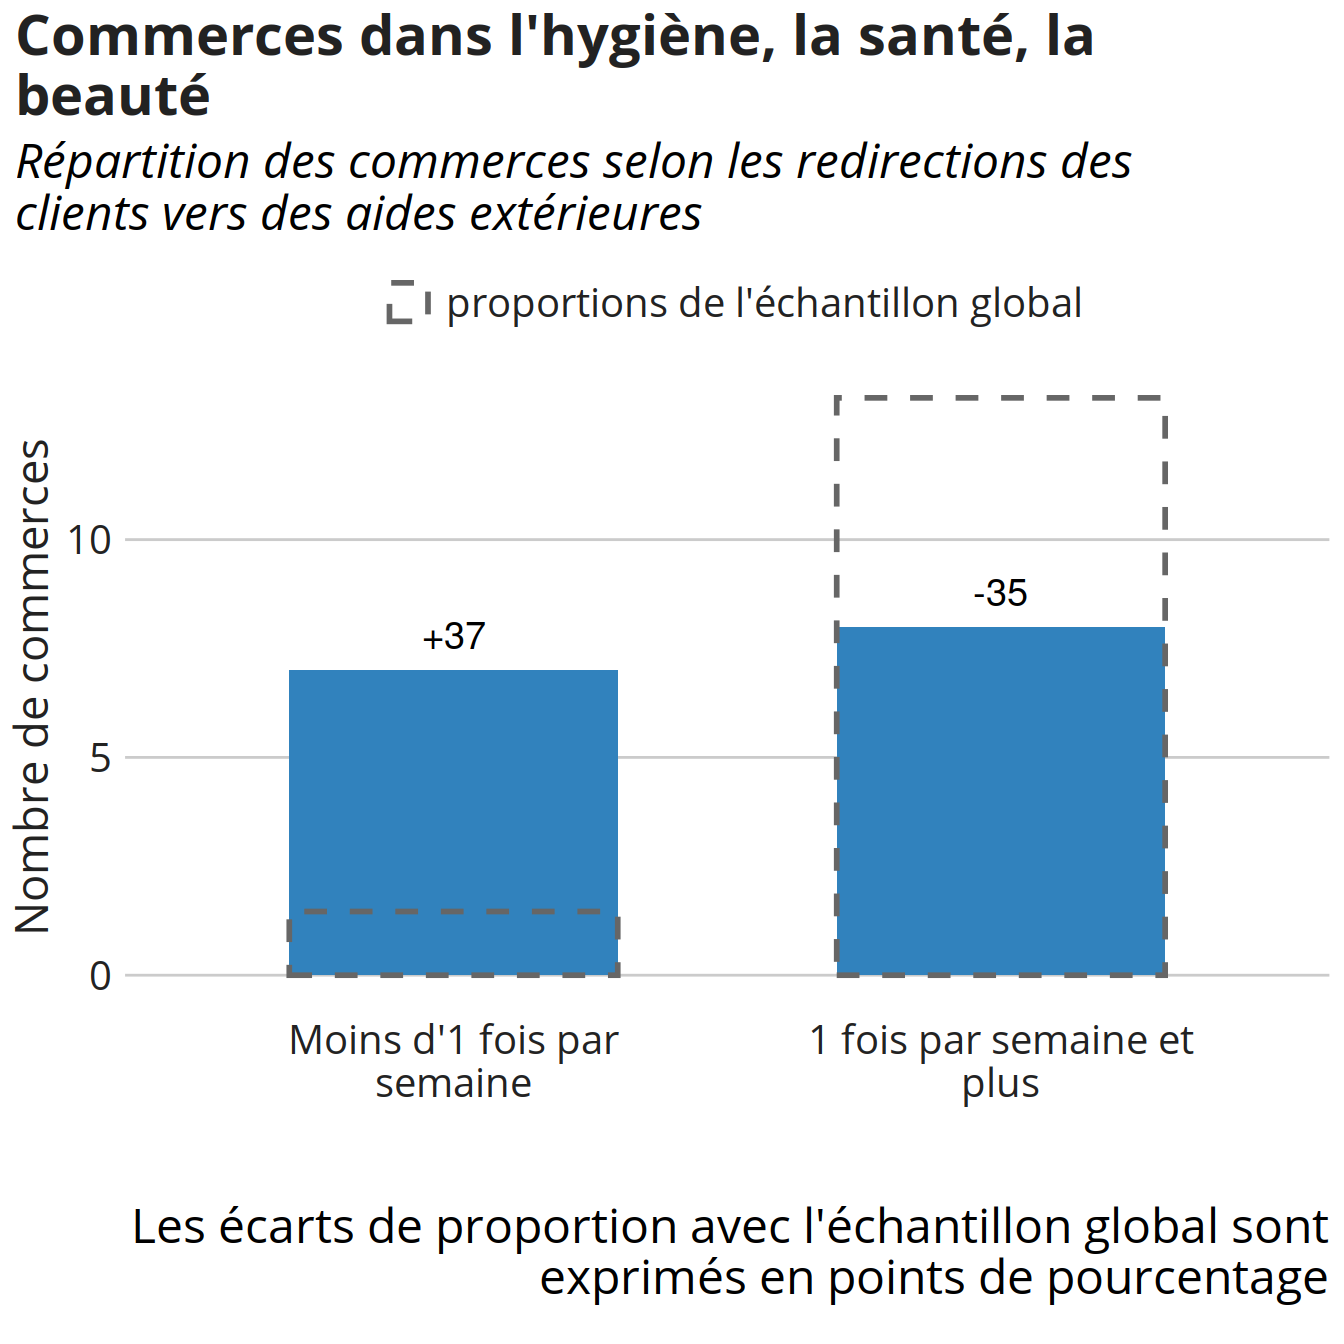 Commerces dans l'hygiène, la santé, la
beauté
Répartition des commerces selon les redirections des
clients vers des aides extérieures
proportions de l'échantillon global
Nombre de commerces
10
5
0
+37
-35
Moins d'1 fois par
semaine
1 fois par semaine et
plus
Les écarts de proportion avec l'échantillon global sont
exprimés en points de pourcentage